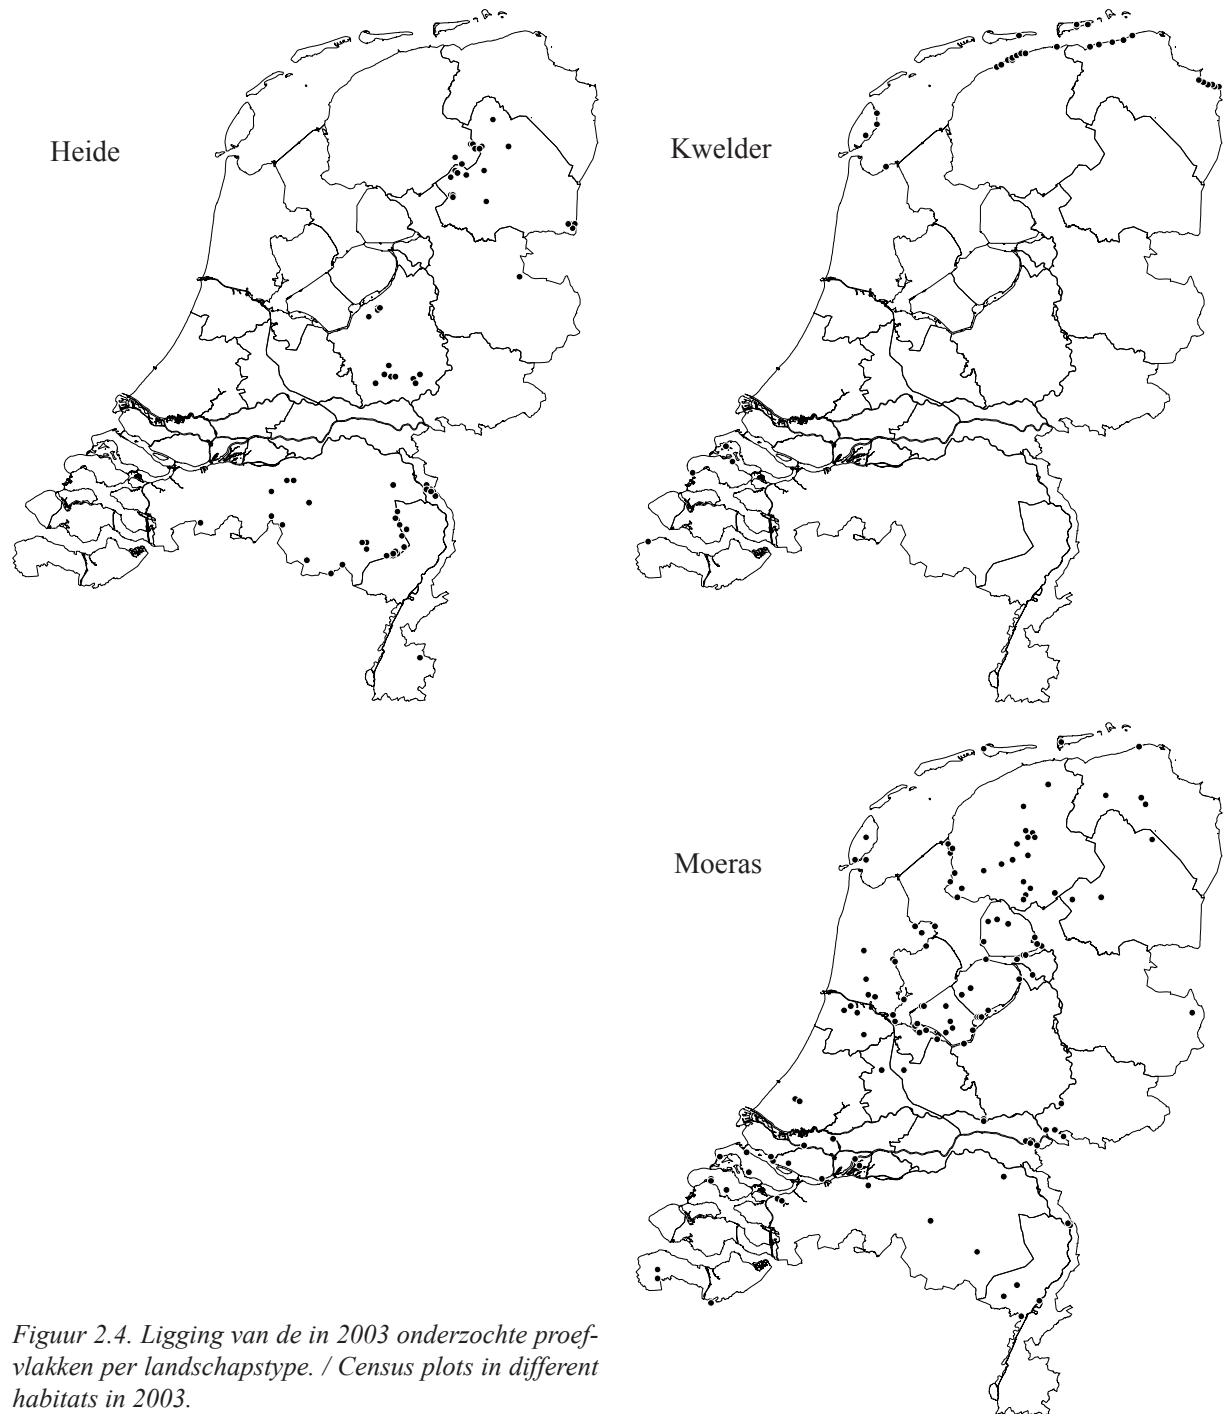 Heide
Kwelder
Moeras
Figuur 2.4. Ligging van de in 2003 onderzochte proef-
vlakken per landschapstype. / Census plots in different
habitats in 2003.